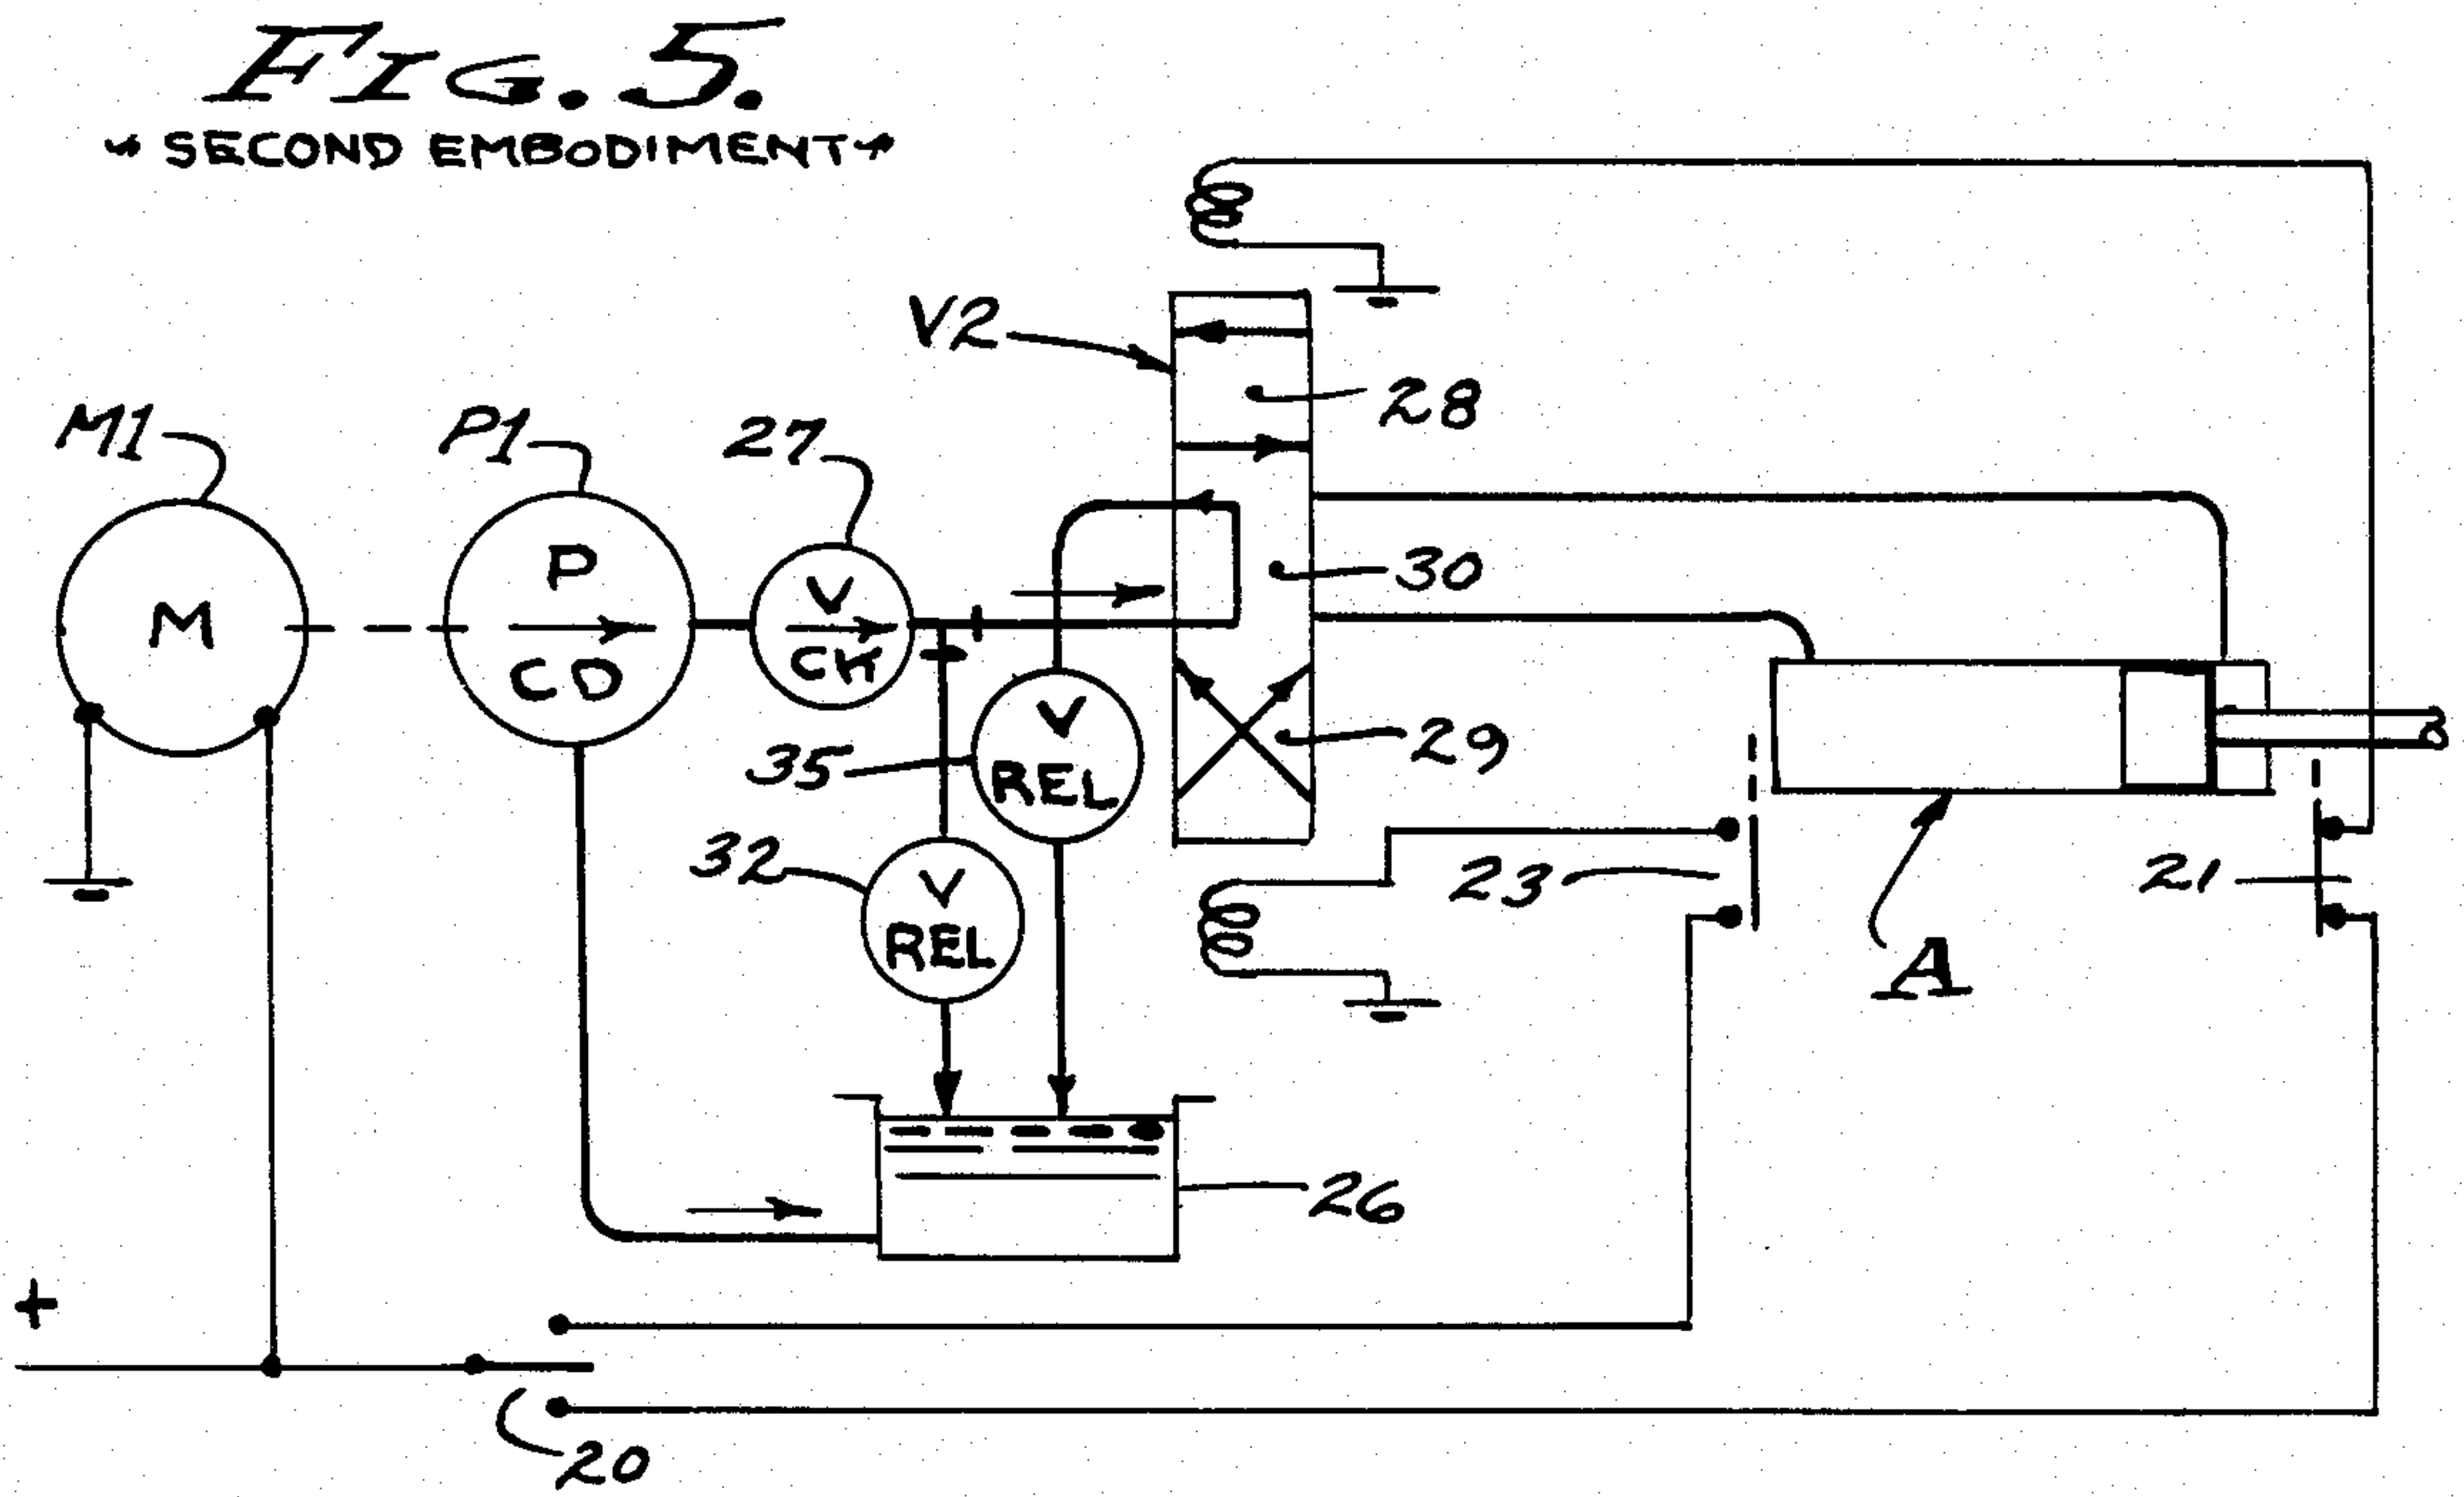 FIG. 5.
SECOND EMBODIMENT
V2
28
M1
P1
27
M
P
CD
V
CK
30
35
V
REL
29
32
V
REL
23
21
A
26
+
20